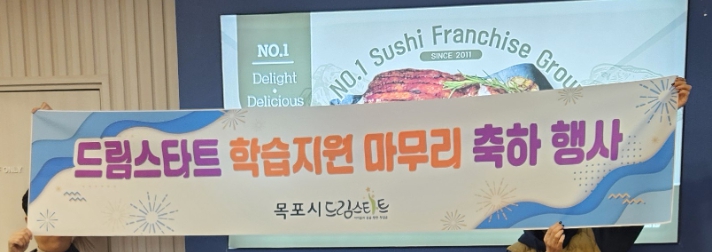 NO.1
Delight
Delicious
NO.1 Sushi Franchise Grou
SINCE 2011
드림스타트 학습지원 마무리 축하 행사
목포시 드림스타트